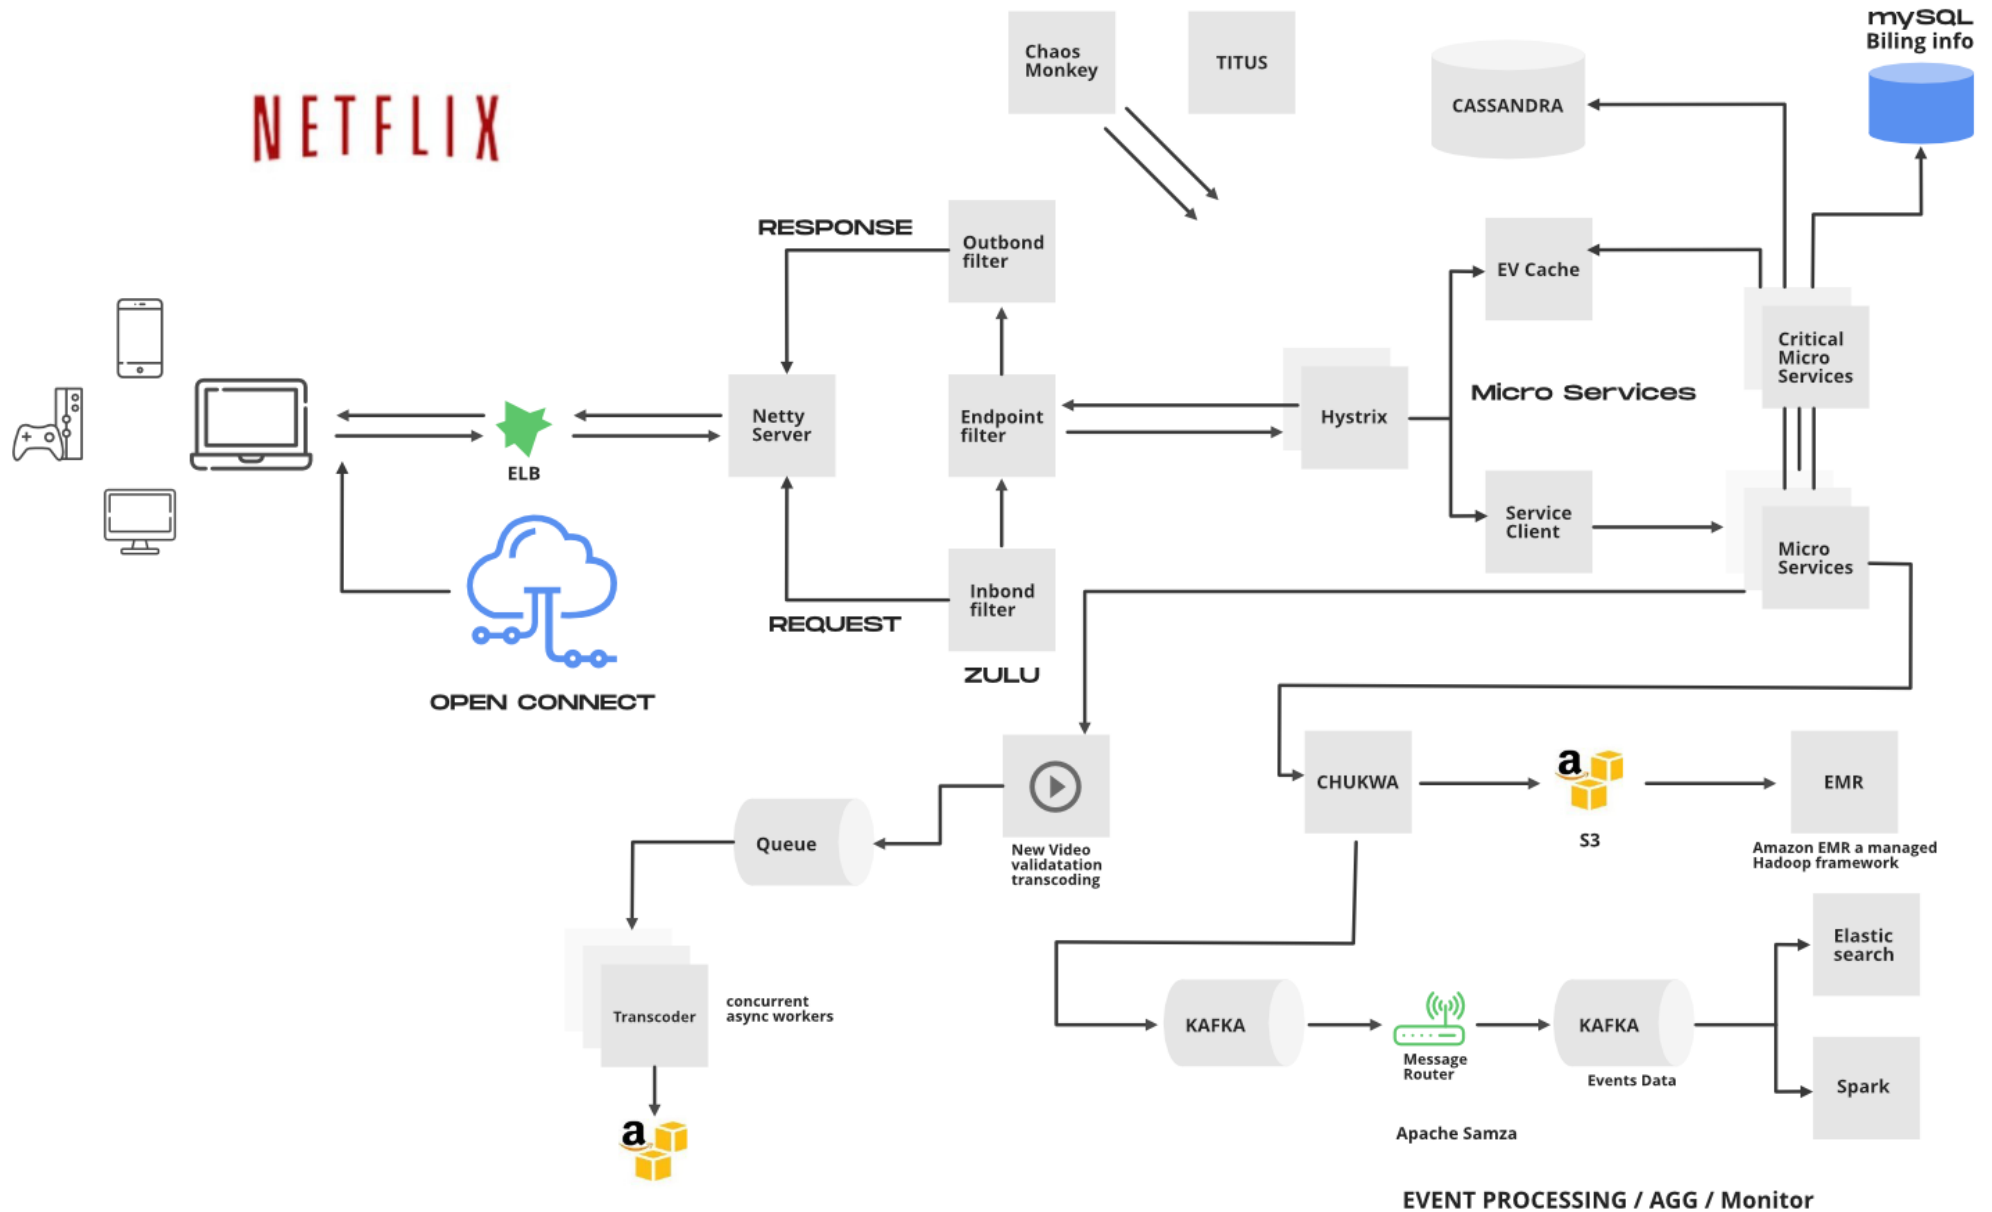 mySQL
Biling info
Chaos
Monkey
TITUS
CASSANDRA
NETFLIX
RESPONSE
Outbond
filter
EV Cache
Critical
Micro
Services
Micro Services
Netty
Server
Endpoint
filter
Hystrix
ELB
Service
Client
Micro
Services
Inbond
filter
REQUEST
ZULU
OPEN CONNECT
CHUKWA
a
S3
EMR
Amazon EMR a managed
Hadoop framework
Queue
New Video
validatation
transcoding
Elastic
search
Transcoder
concurrent
async workers
KAFKA
Message
Router
KAFKA
Events Data
Spark
a
Apache Samza
EVENT PROCESSING / AGG / Monitor